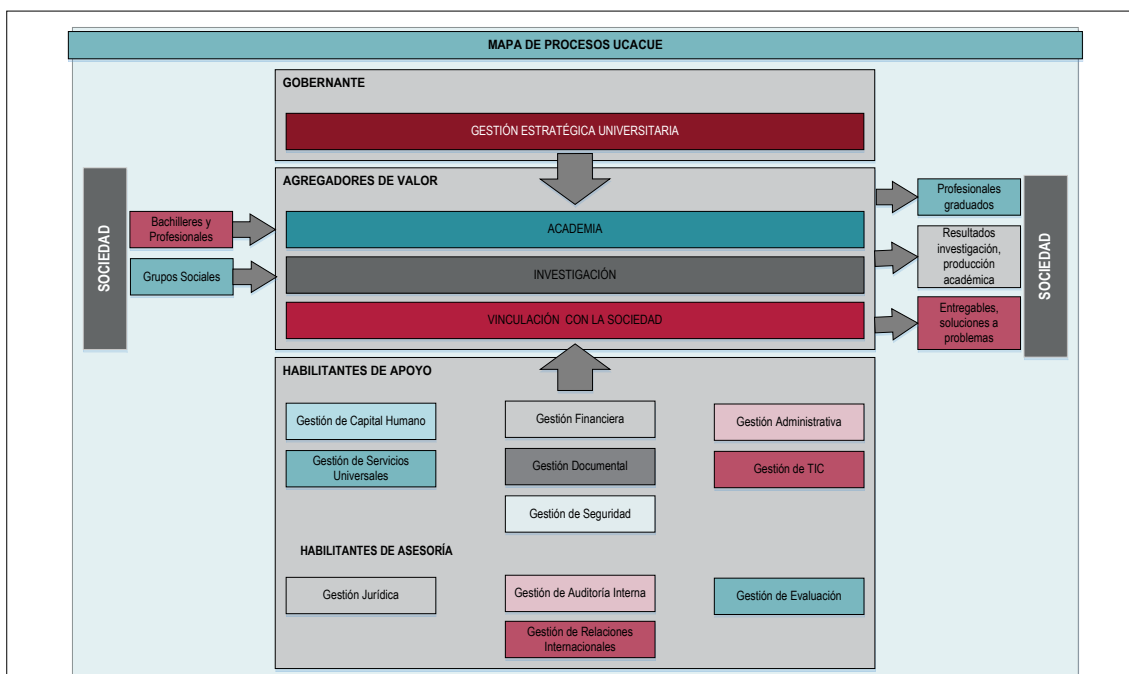 MAPA DE PROCESOS UCACUE
GOBERNANTE
GESTIÓN ESTRATÉGICA UNIVERSITARIA
AGREGADORES DE VALOR
SOCIEDAD
Bachilleres y
Profesionales
Grupos Sociales
ACADEMIA
INVESTIGACIÓN
VINCULACIÓN CON LA SOCIEDAD
Profesionales
graduados
Resultados
investigación,
producción
académica
Entregables,
soluciones a
problemas
SOCIEDAD
HABILITANTES DE APOYO
Gestión de Capital Humano
Gestión Financiera
Gestión Administrativa
Gestión de Servicios
Universales
Gestión Documental
Gestión de TIC
Gestión de Seguridad
HABILITANTES DE ASESORÍA
Gestión Jurídica
Gestión de Auditoría Interna
Gestión de Evaluación
Gestión de Relaciones
Internacionales